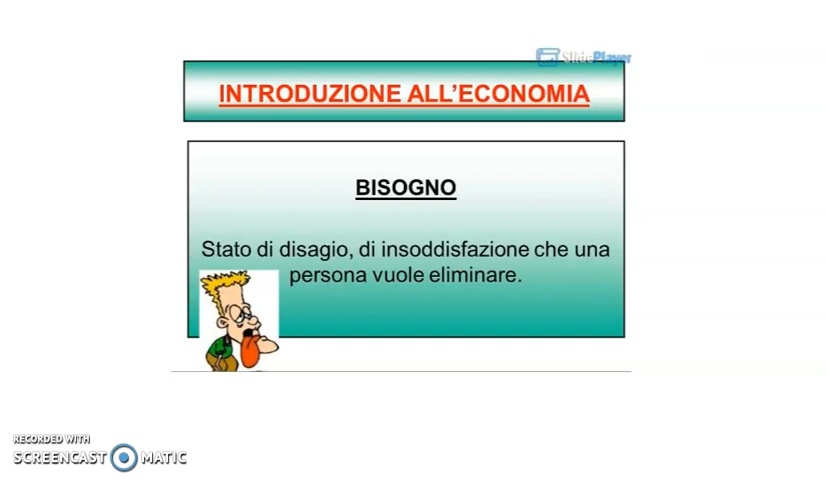 SlidePlayer
INTRODUZIONE ALL'ECONOMIA
BISOGNO
Stato di disagio, di insoddisfazione che una
persona vuole eliminare.
RECORDED WITH
SCREENCAST MATIC